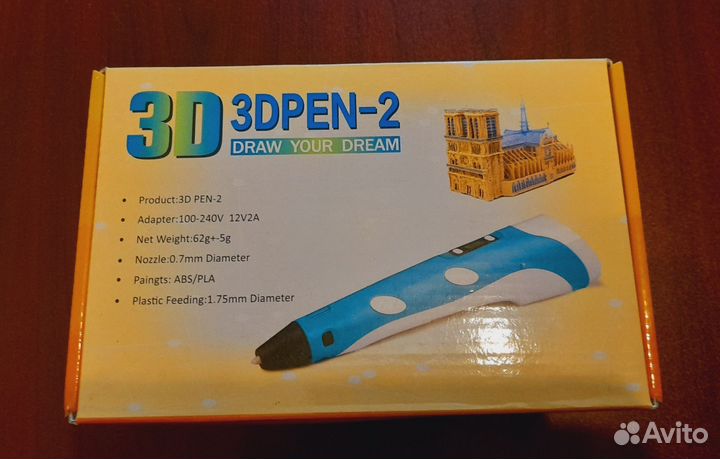 3D
3DPEN-2
DRAW YOUR DREAM
• Product:3D PEN-2
• Adapter:100-240V 12V2A
• Net Weight:62g+-5g
• Nozzle:0.7mm Diameter
• Paingts: ABS/PLA
• Plastic Feeding:1.75mm Diameter
Avito